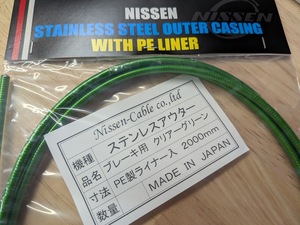 NISSEN
NISSEN
STAINLESS STEEL OUTER CASING
WITH PE LINER
Nissen-Cable co.,ltd
機種 ステンレスアウター
品名 ブレーキ用 クリアーグリーン
寸法 PE製ライナー入 2000mm
数量 MADE IN JAPAN